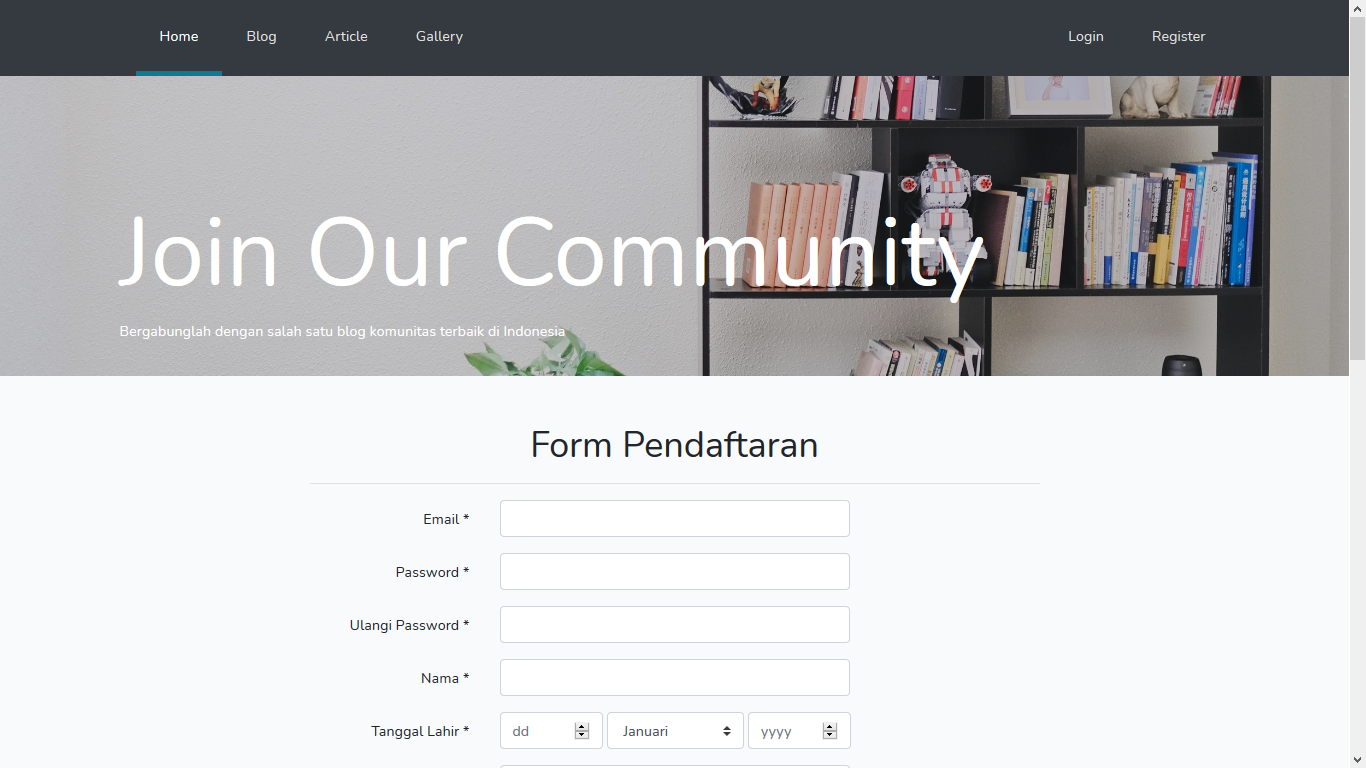 Home Blog Article Gallery Login Register
Join Our Community
Bergabunglah dengan salah satu blog komunitas terbaik di Indonesia
Form Pendaftaran
Email *
Password *
Ulangi Password *
Nama *
Tanggal Lahir * dd Januari yyyy